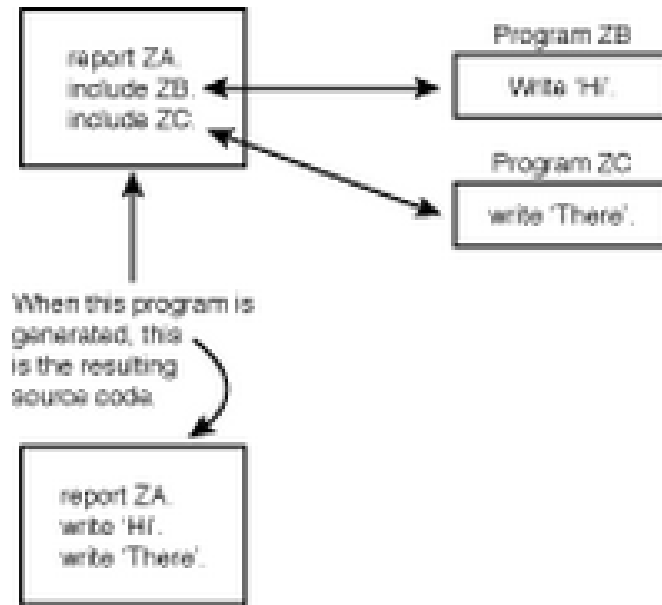 report ZA.
include ZB.
include ZC.
Program ZB
Write 'Hi'.
Program ZC
write 'There'.
When this program is
generated, this
is the resulting
source code.
report ZA.
write 'Hi'.
write 'There'.